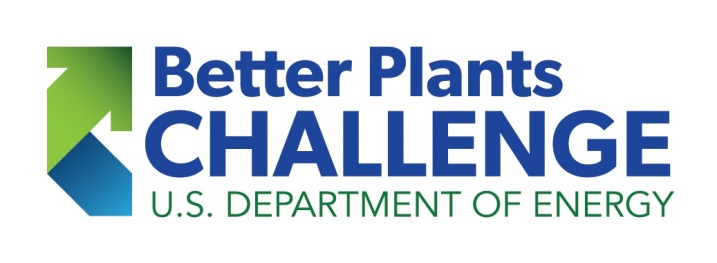 Better Plants
CHALLENGE
U.S. DEPARTMENT OF ENERGY